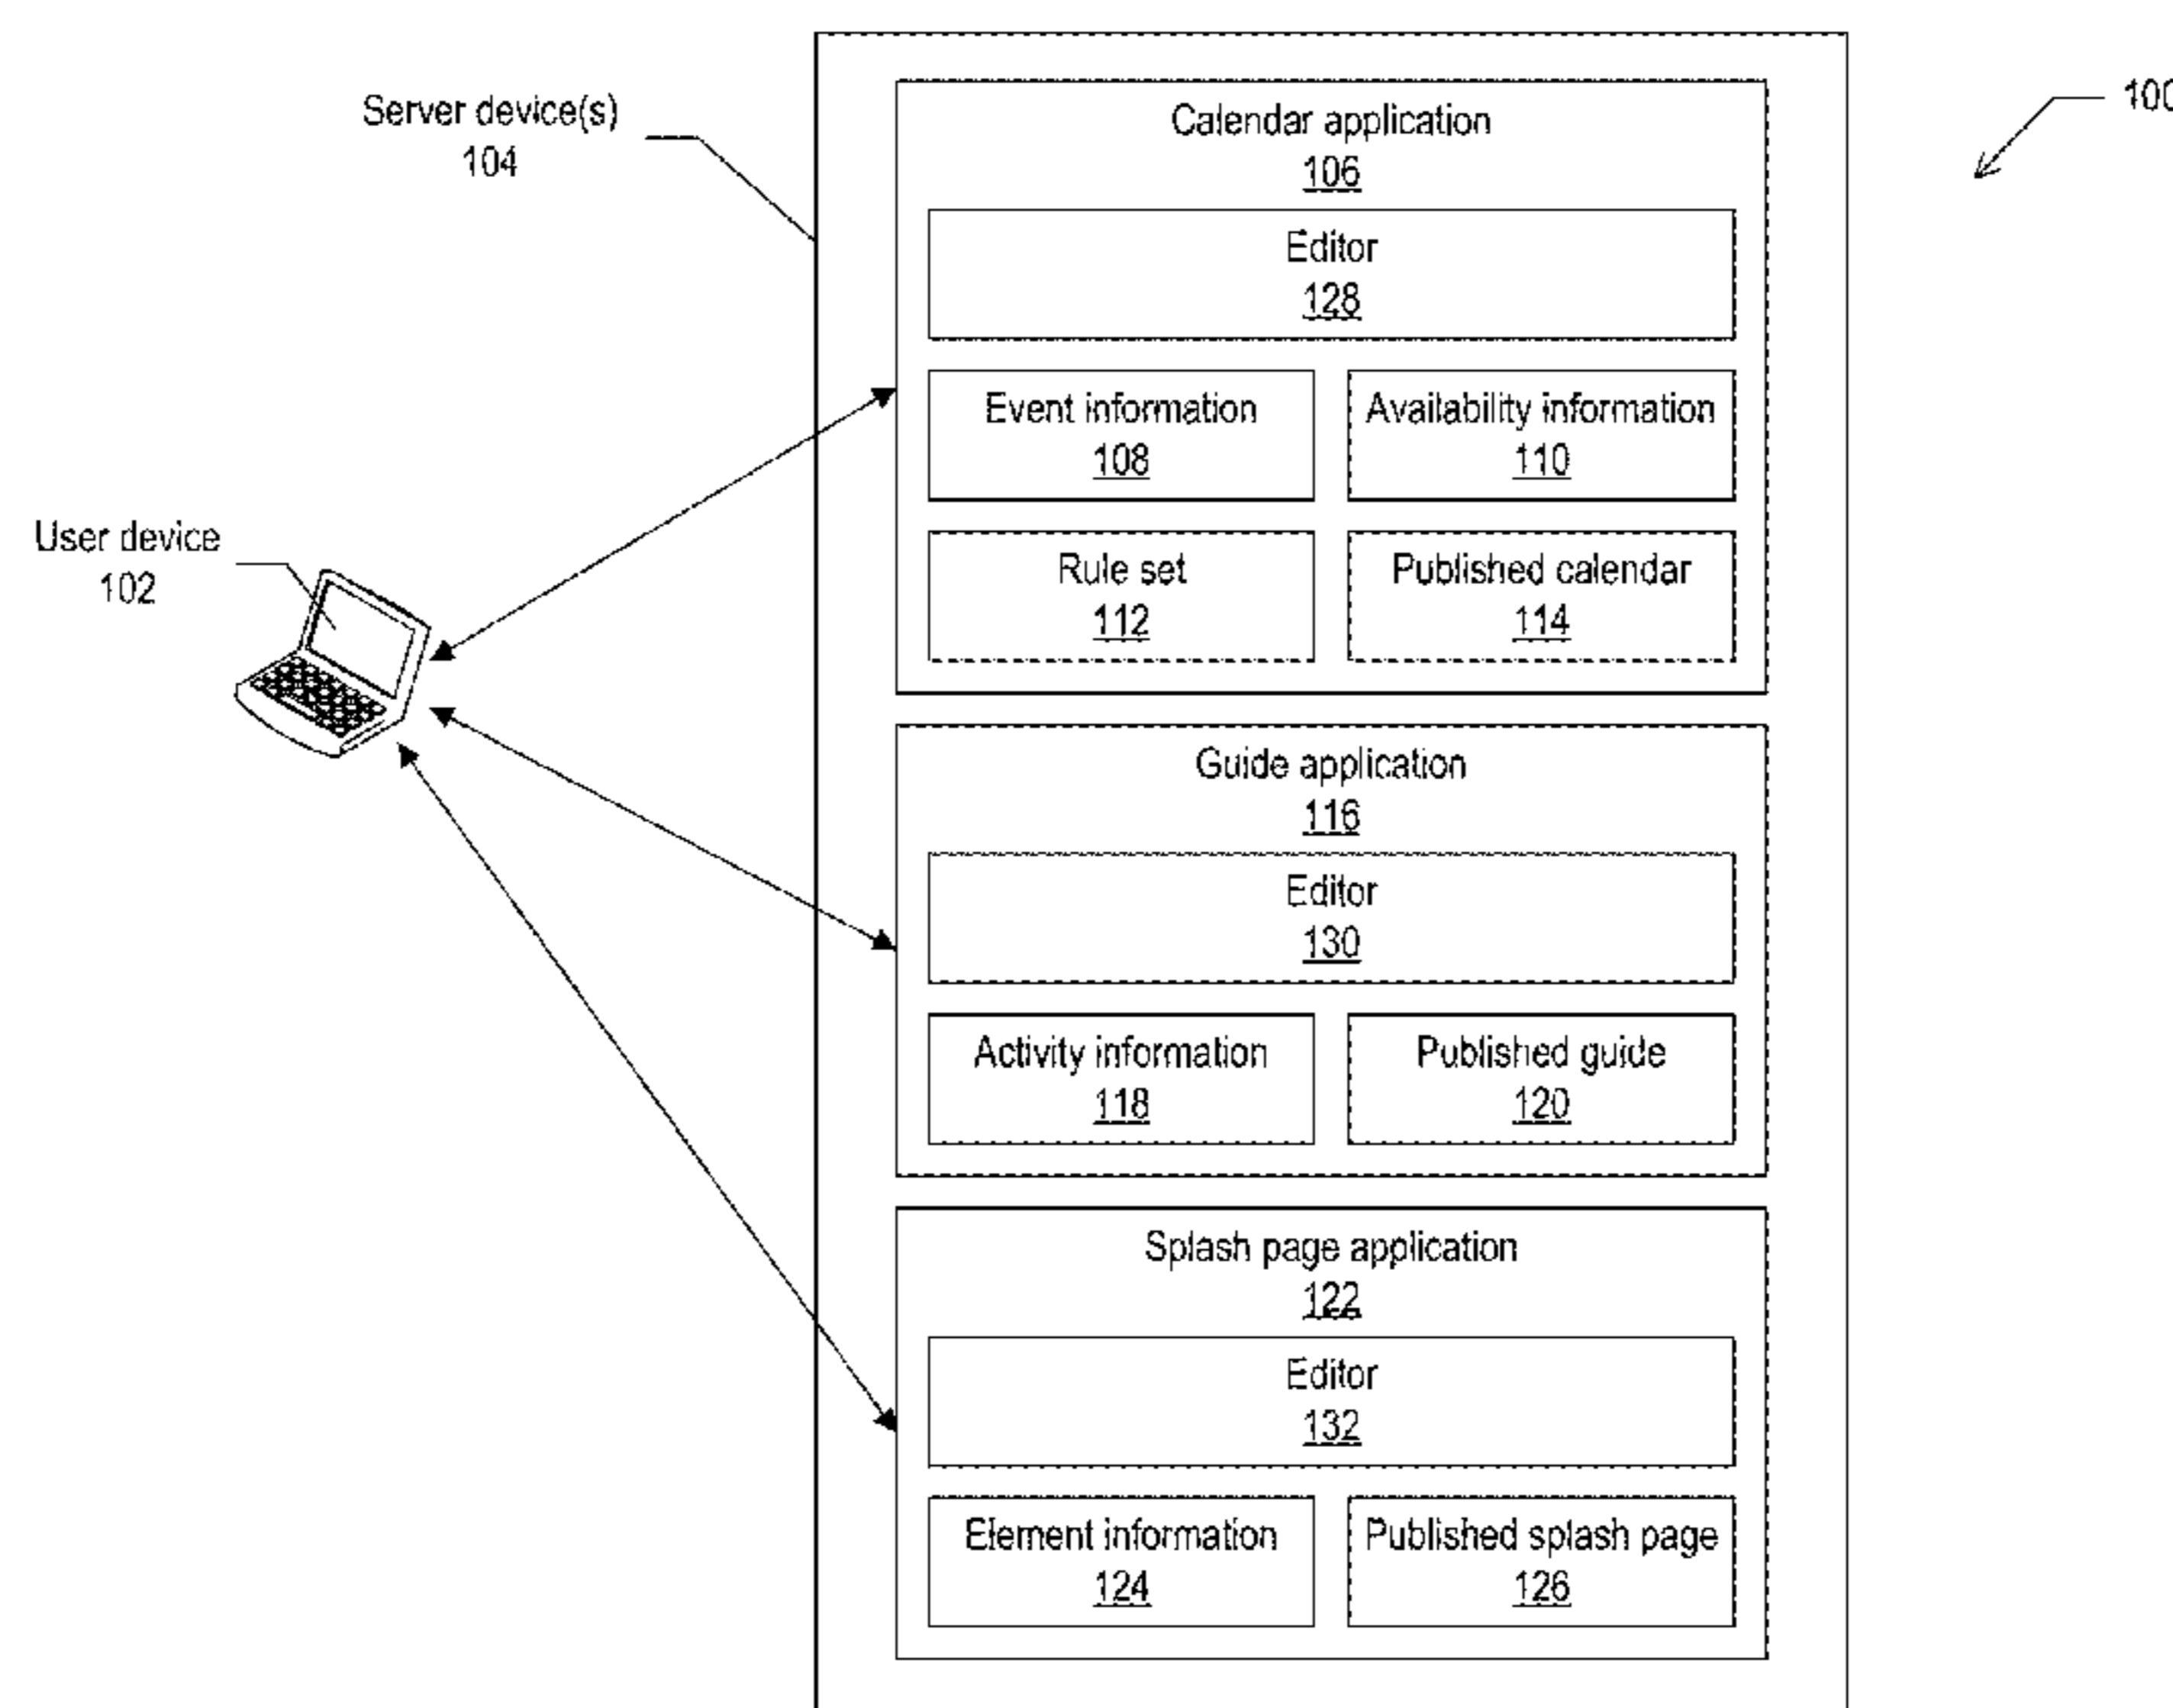 Server device(s)
104
100
Calendar application
106
Editor
128
Event information
108
Availability information
110
Rule set
112
Published calendar
114
User device
102
Guide application
116
Editor
130
Activity information
118
Published guide
120
Splash page application
122
Editor
132
Element information
124
Published splash page
126